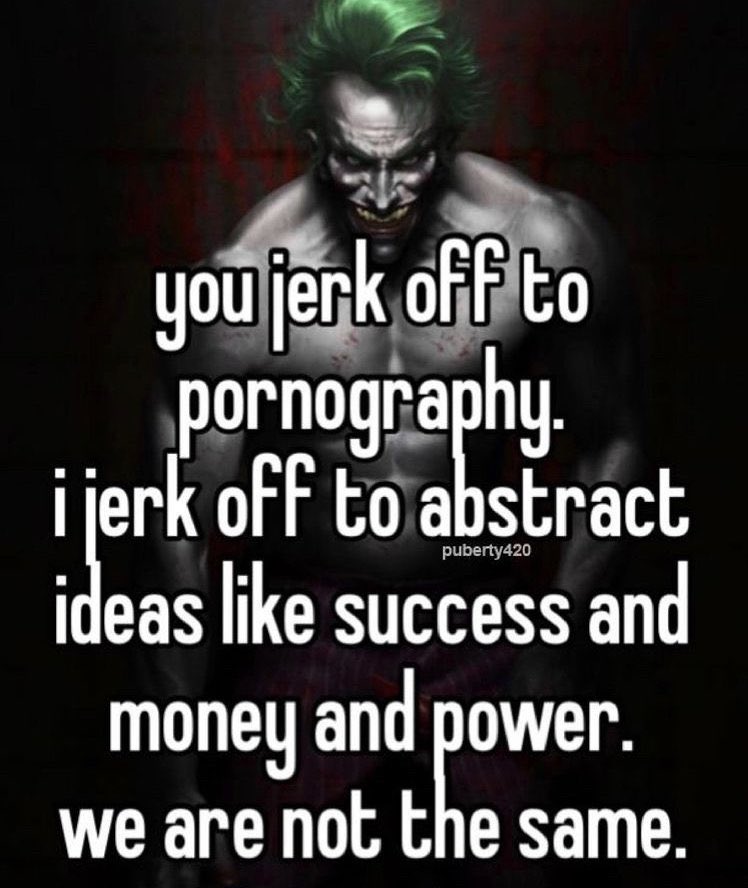 you jerk off to
pornography.
i jerk off to abstract
puberty420
ideas like success and
money and power.
we are not the same.